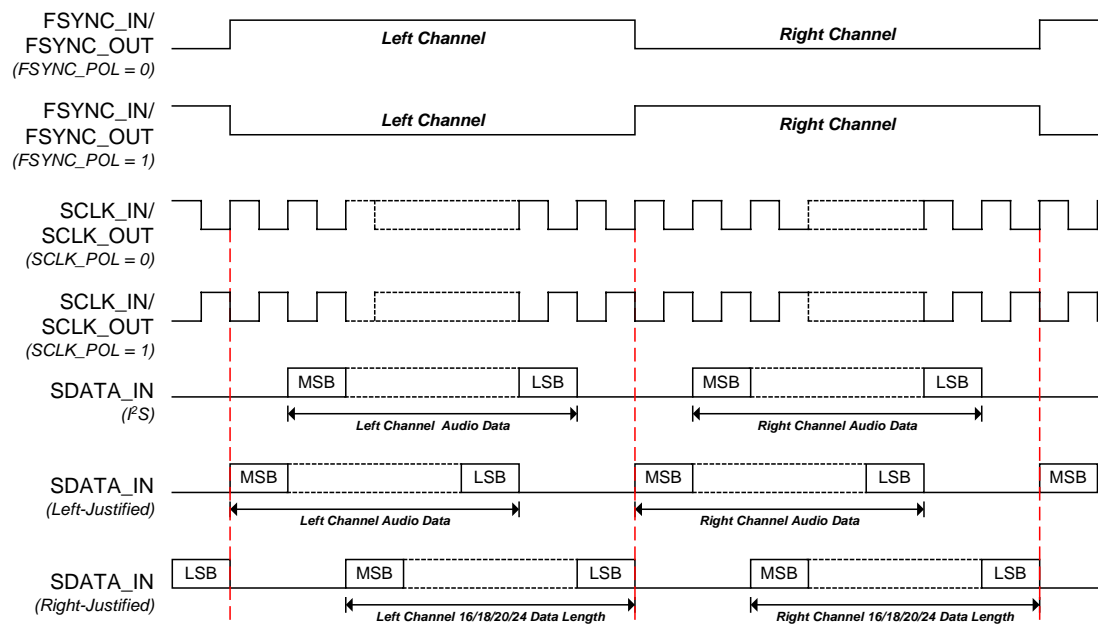 FSYNC_IN/
FSYNC_OUT
(FSYNC_POL = 0)
Left Channel
Right Channel
FSYNC_IN/
FSYNC_OUT
(FSYNC_POL = 1)
Left Channel
Right Channel
SCLK_IN/
SCLK_OUT
(SCLK_POL = 0)
SCLK_IN/
SCLK_OUT
(SCLK_POL = 1)
SDATA_IN
(I²S)
MSB
LSB
MSB
LSB
Left Channel Audio Data
Right Channel Audio Data
SDATA_IN
(Left-Justified)
MSB
LSB
MSB
LSB
MSB
Left Channel Audio Data
Right Channel Audio Data
SDATA_IN
(Right-Justified)
LSB
MSB
LSB
MSB
LSB
Left Channel 16/18/20/24 Data Length
Right Channel 16/18/20/24 Data Length